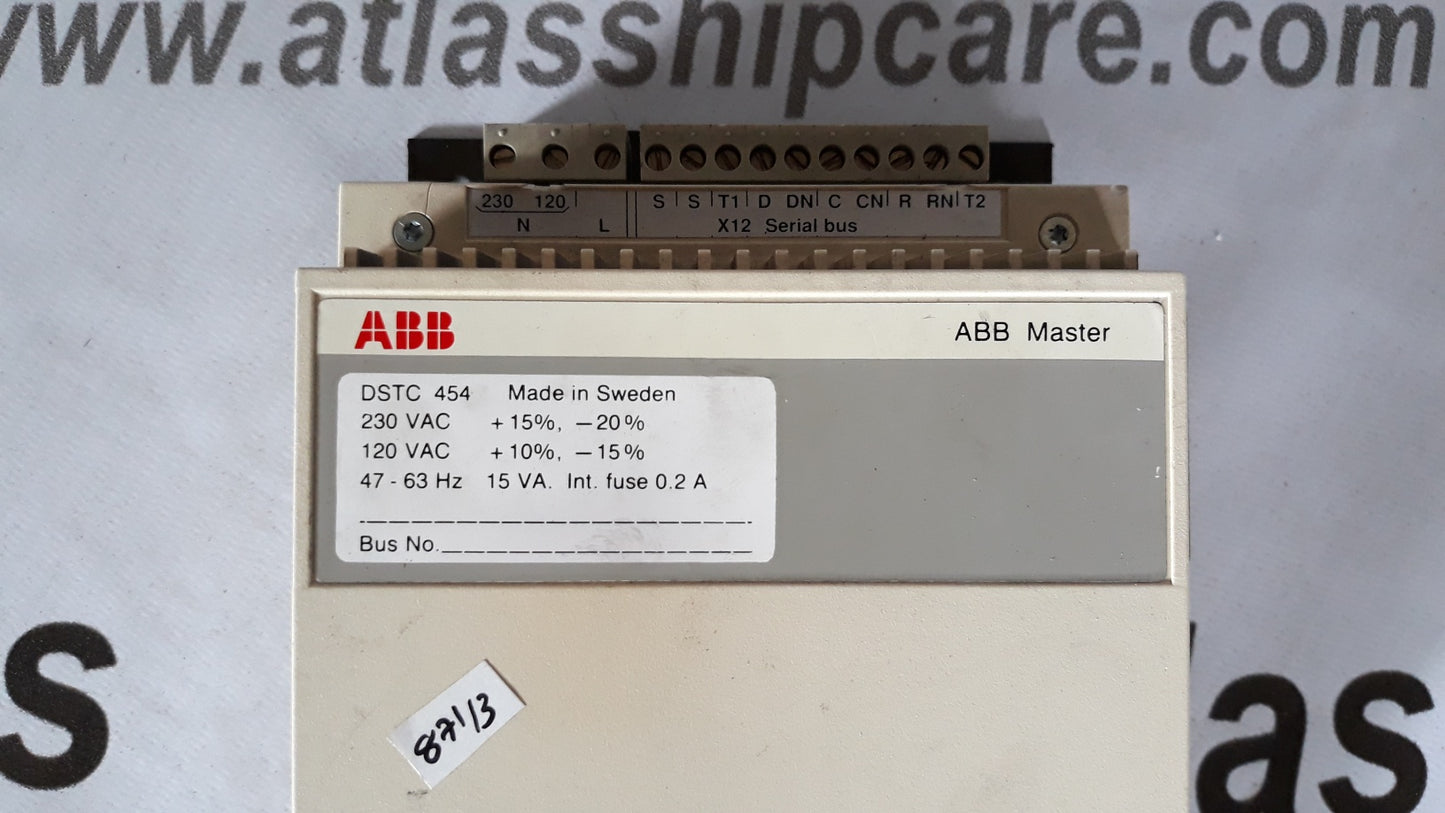 www.atlasshipcare.com
230 120 S S T1 D DN C CN R RN T2
N L X12 Serial bus
ABB ABB Master
DSTC 454 Made in Sweden
230 VAC +15%, −20%
120 VAC +10%, −15%
47 - 63 Hz 15 VA. Int. fuse 0.2 A
Bus No.
871/3
s
as